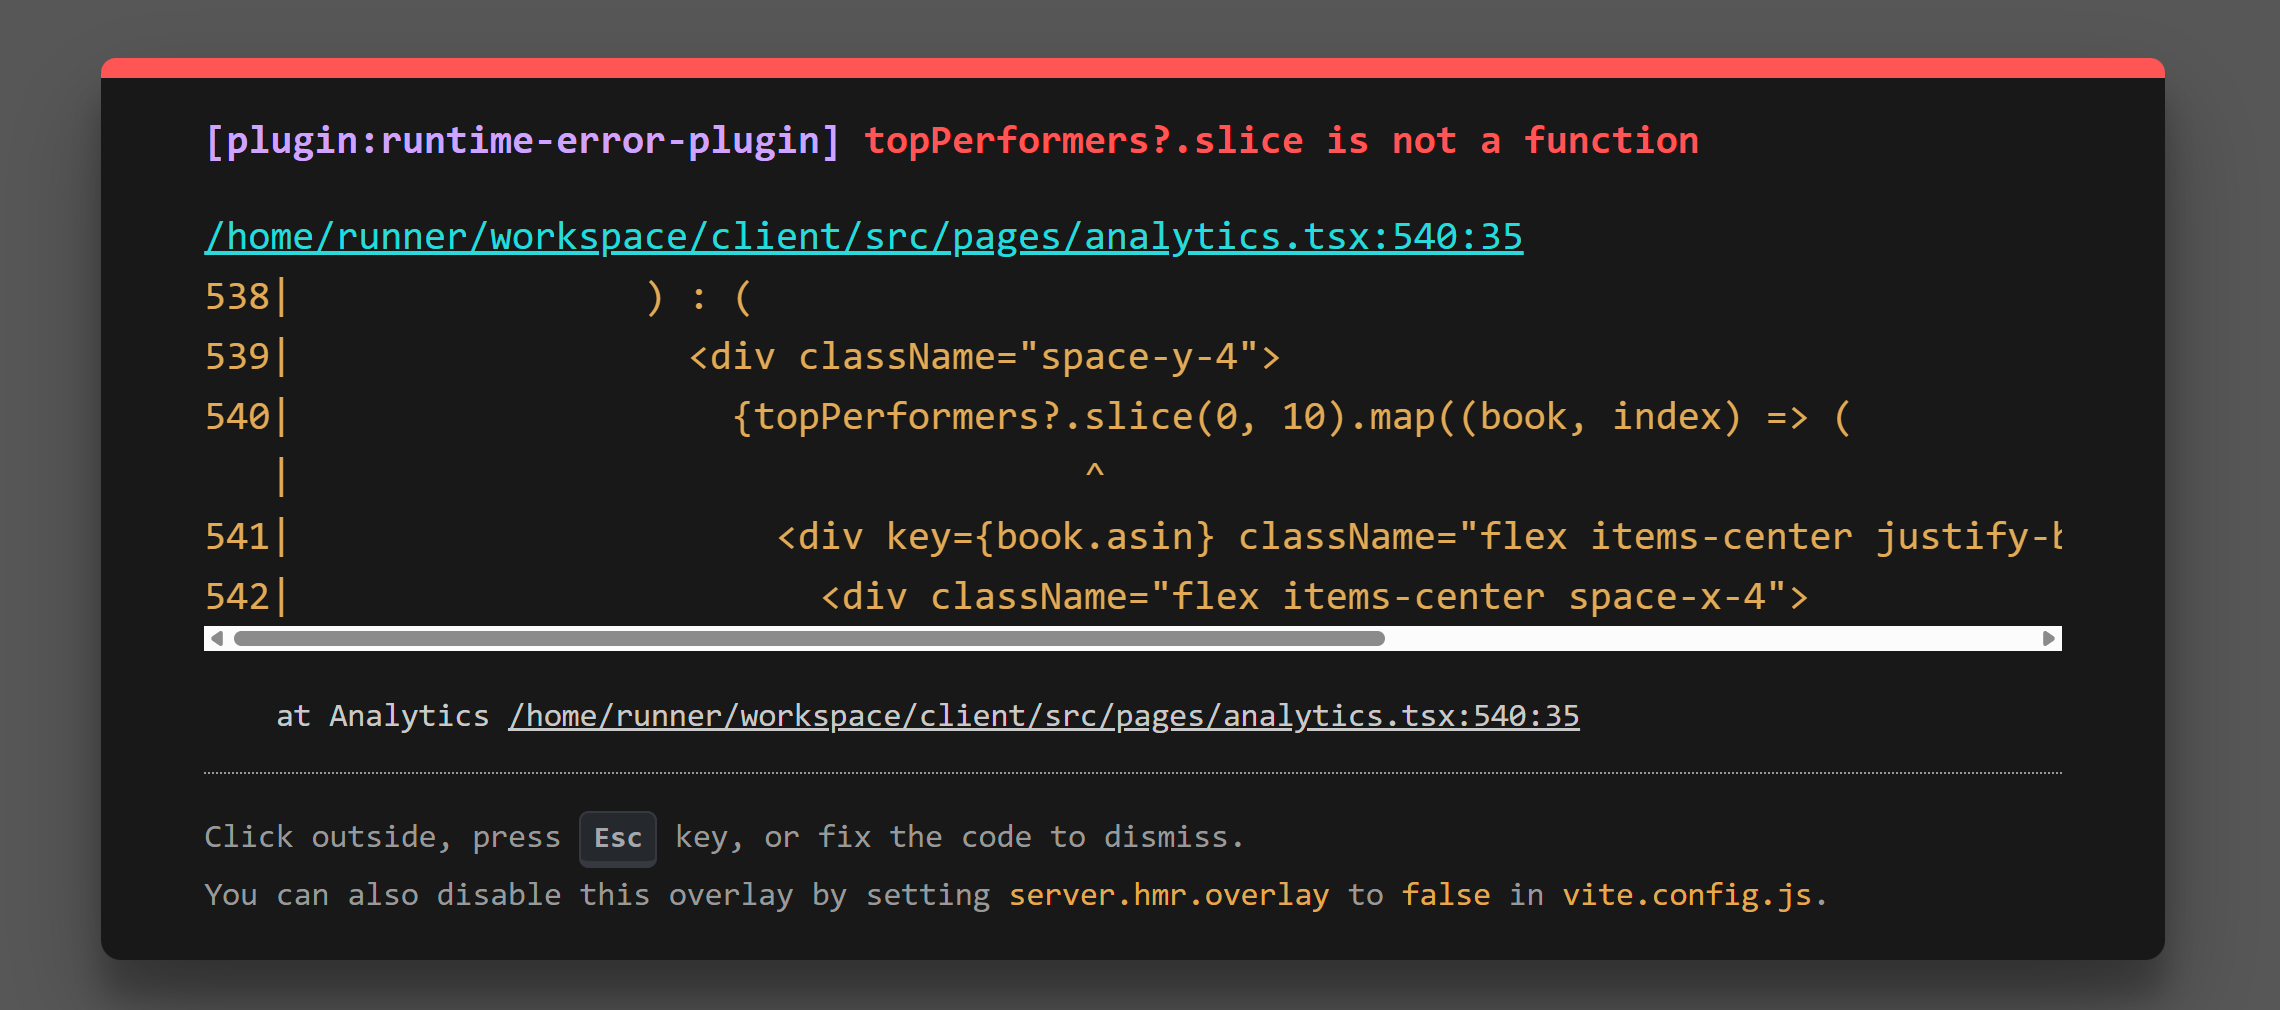 [plugin:runtime-error-plugin] topPerformers?.slice is not a function
/home/runner/workspace/client/src/pages/analytics.tsx:540:35
538|                ) : (
539|                  <div className="space-y-4">
540|                    {topPerformers?.slice(0, 10).map((book, index) => (
   |                                    ^
541|                      <div key={book.asin} className="flex items-center justify-
542|                        <div className="flex items-center space-x-4">
at Analytics /home/runner/workspace/client/src/pages/analytics.tsx:540:35
Click outside, press Esc key, or fix the code to dismiss.
You can also disable this overlay by setting server.hmr.overlay to false in vite.config.js.